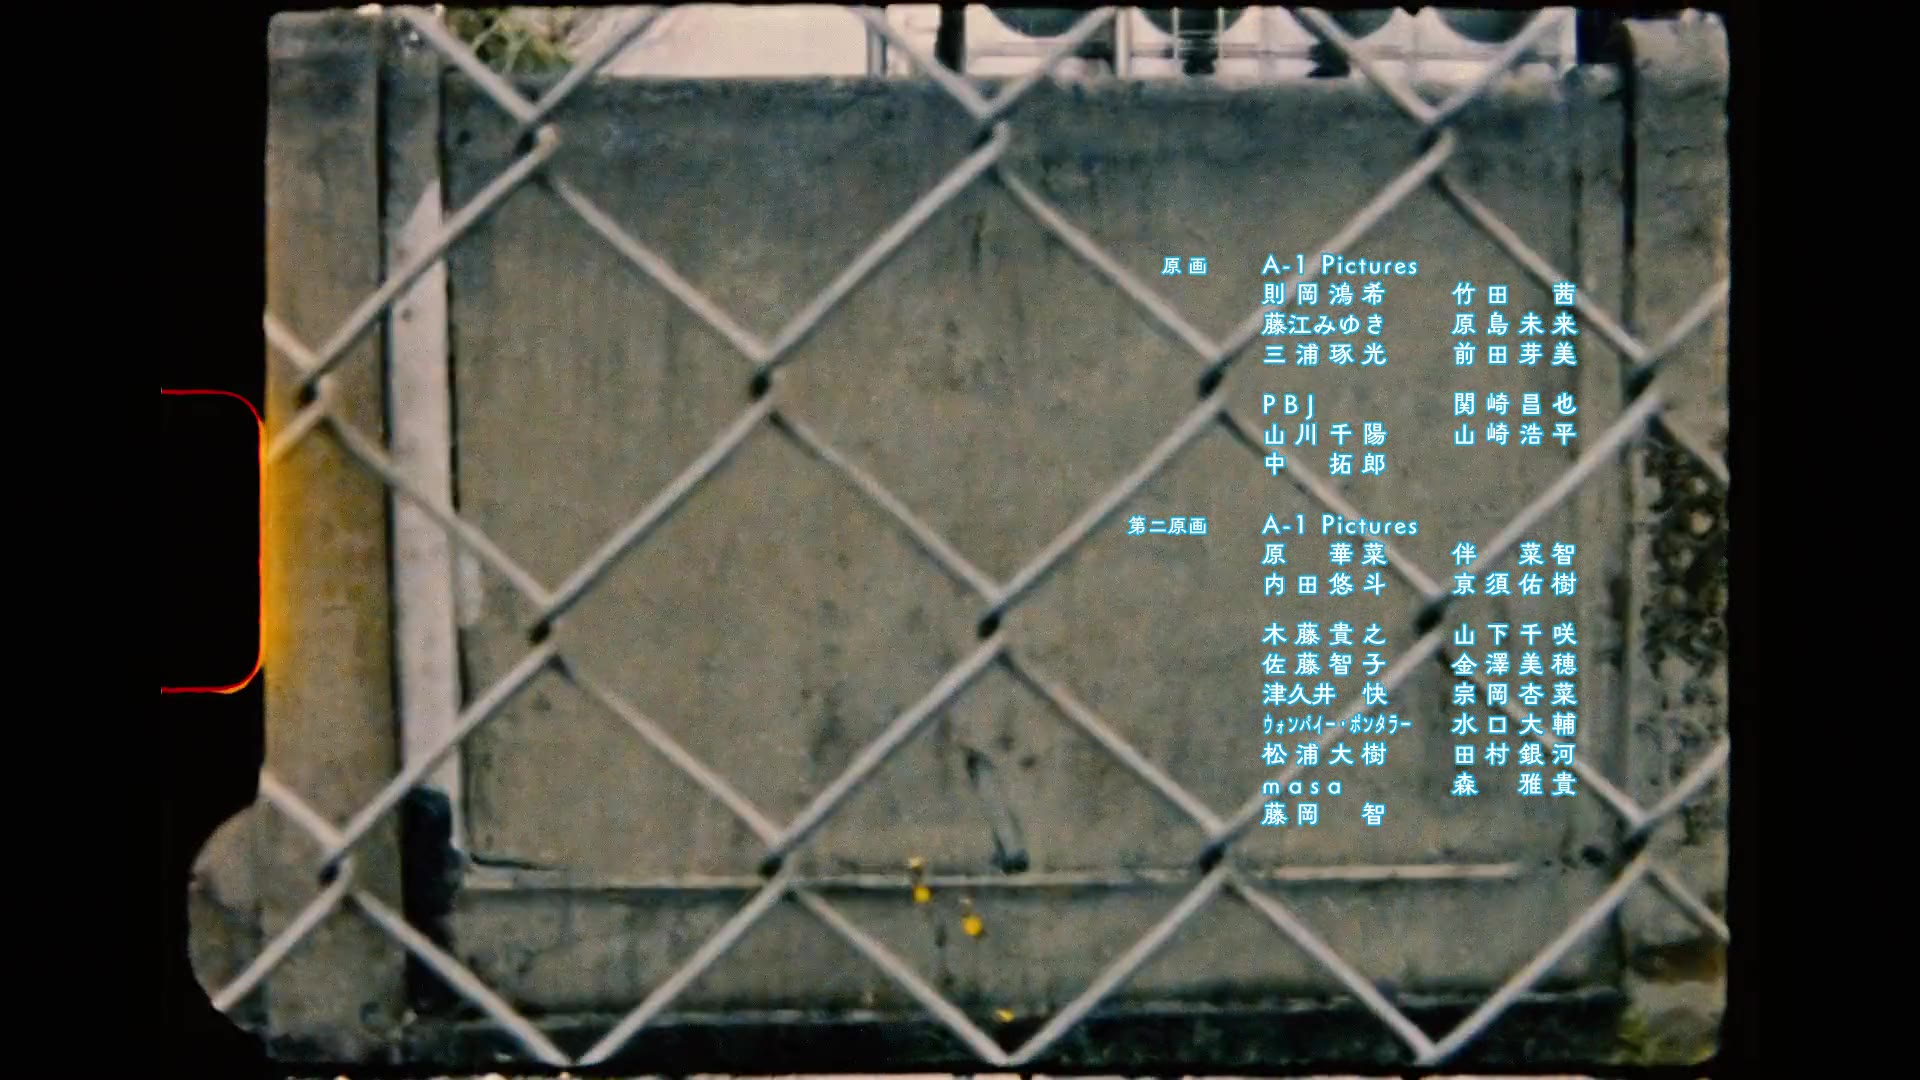 原画 A-1 Pictures
則岡鴻希 竹田 茜
藤江みゆき 原島未来
三浦琢光 前田芽美
PBJ 関崎昌也
山川千陽 山崎浩平
中 拓郎
第二原画 A-1 Pictures
原 華菜 伴 菜智
内田悠斗 京須佑樹
木藤貴之 山下千咲
佐藤智子 金澤美穂
津久井 快 宗岡杏菜
ウォンパイー・ポンタラー 水口大輔
松浦大樹 田村銀河
masa 森 雅貴
藤岡 智